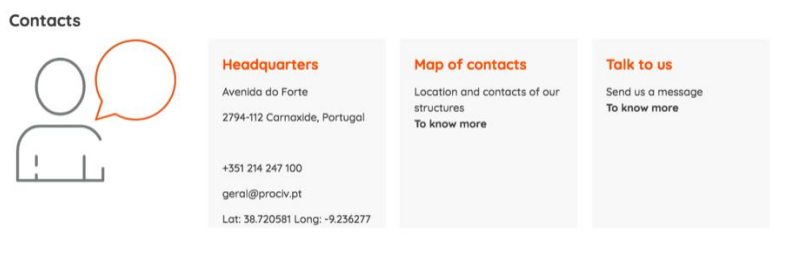 Contacts
Headquarters
Avenida do Forte
2794-112 Carnaxide, Portugal
+351 214 247 100
geral@prociv.pt
Lat: 38.720581 Long: -9.236277
Map of contacts
Location and contacts of our
structures
To know more
Talk to us
Send us a message
To know more